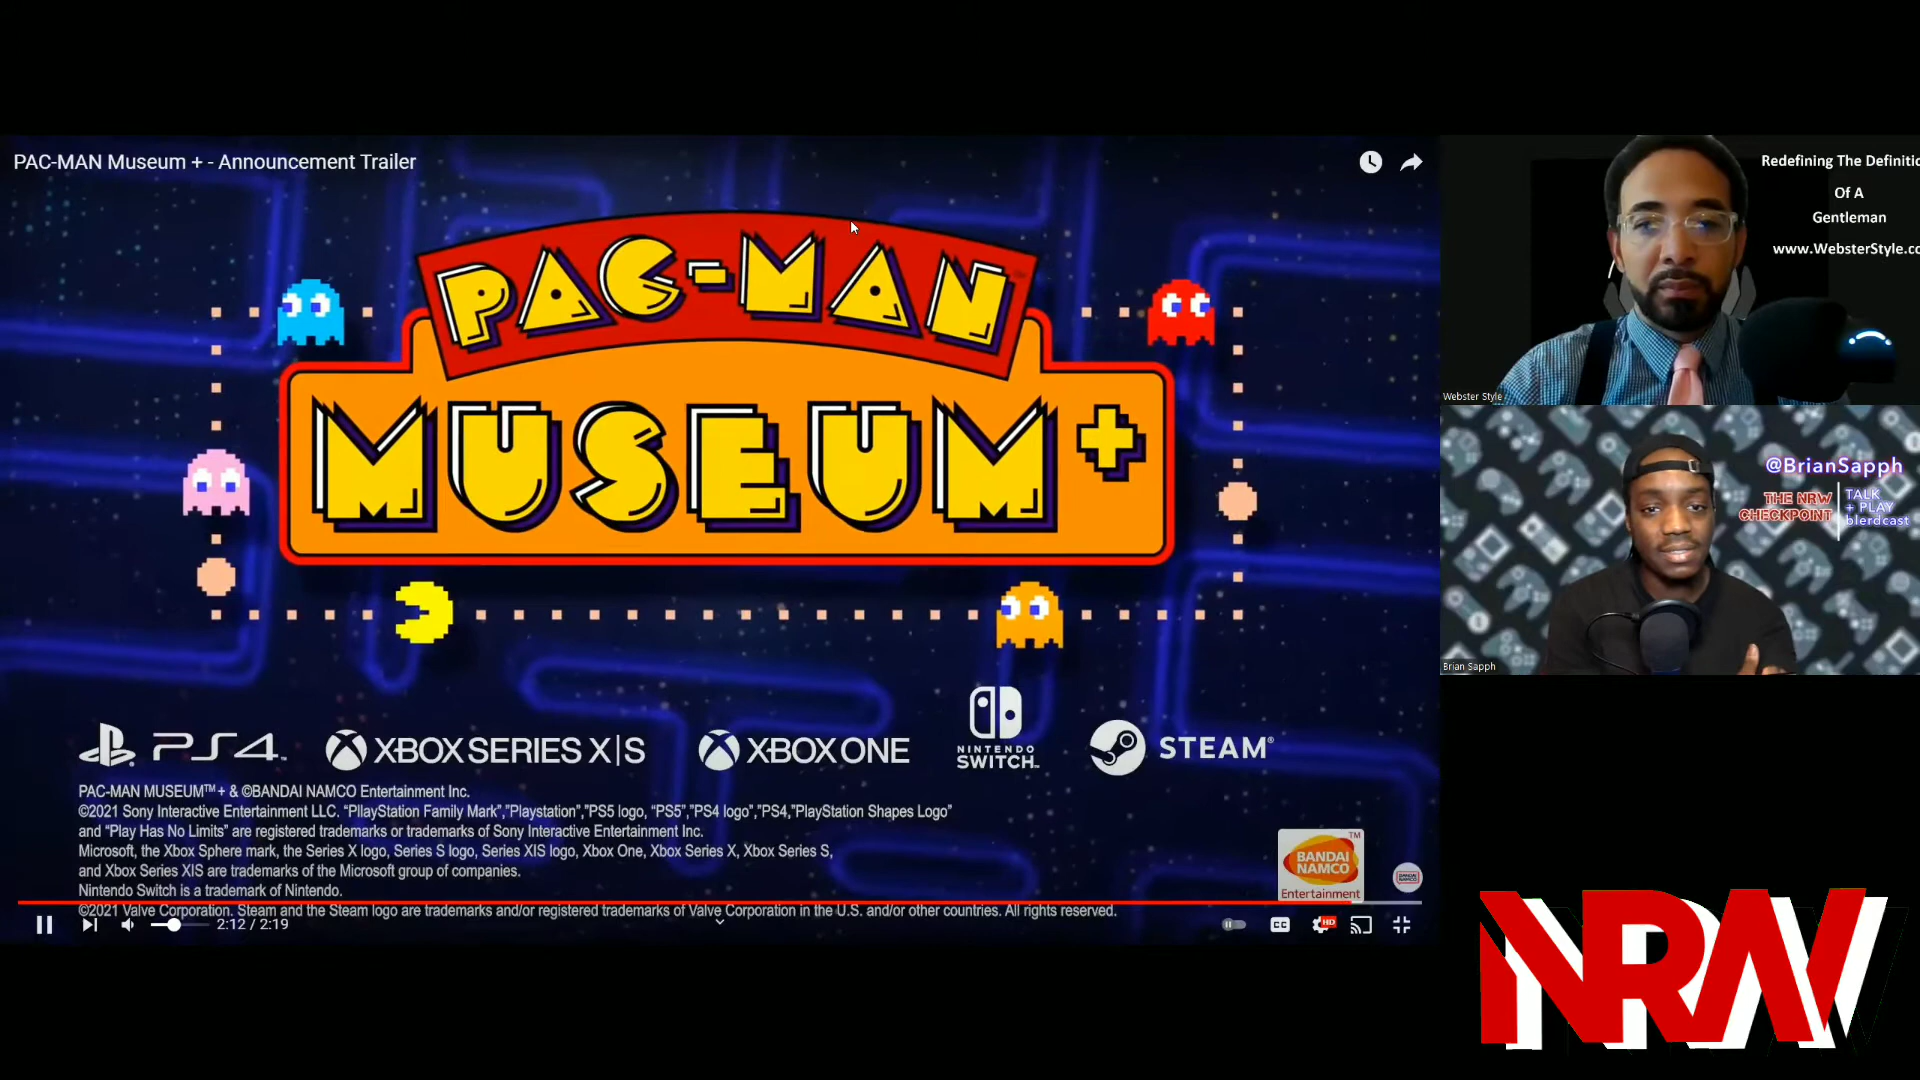 PAC-MAN Museum + - Announcement Trailer
PAC-MAN
MUSEUM+
PS4
XBOX SERIES X|S
XBOX ONE
NINTENDO
SWITCH
STEAM®
PAC-MAN MUSEUM™+ & ©BANDAI NAMCO Entertainment Inc.
©2021 Sony Interactive Entertainment LLC. “PllayStation Family Mark”,”Playstation”,”PS5 logo, “PS5”,”PS4 logo”,”PS4,”PlayStation Shapes Logo”
and “Play Has No Limits” are registered trademarks or trademarks of Sony Interactive Entertainment Inc.
Microsoft, the Xbox Sphere mark, the Series X logo, Series S logo, Series XIS logo, Xbox One, Xbox Series X, Xbox Series S,
and Xbox Series XIS are trademarks of the Microsoft group of companies.
Nintendo Switch is a trademark of Nintendo.
©2021 Valve Corporation. Steam and the Steam logo are trademarks and/or registered trademarks of Valve Corporation in the U.S. and/or other countries. All rights reserved.
BANDAI
NAMCO
Entertainment
TM
2:12 / 2:19
CC
HD
Redefining The Definitio
Of A
Gentleman
www.WebsterStyle.co
Webster Style
@BrianSapph
THE NRW
CHECKPOINT
TALK
+ PLAY
blerdcast
Brian Sapph
NRW